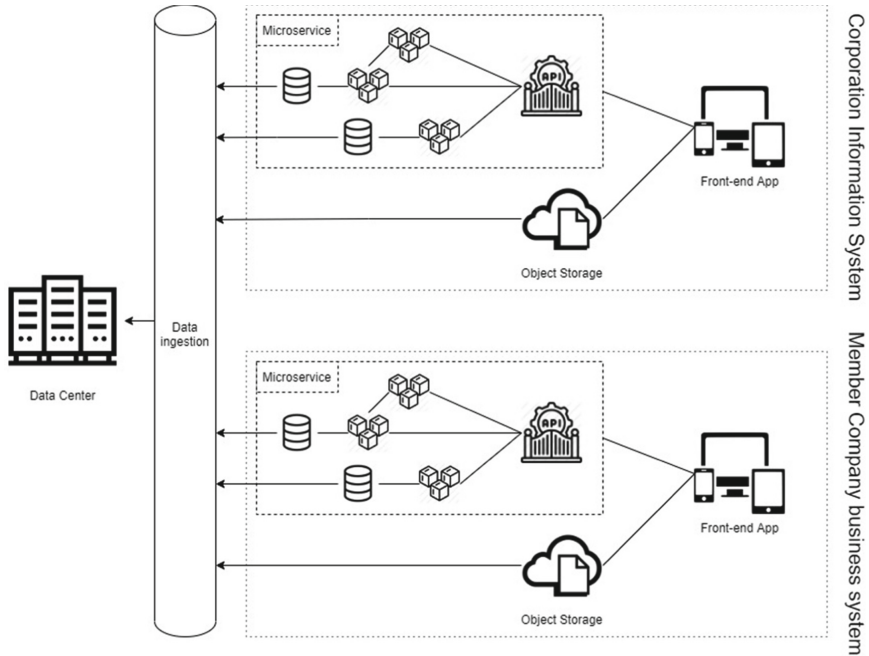 Microservice
API
Front-end App
Object Storage
Corporation Information System
Data
ingestion
Data Center
Microservice
API
Front-end App
Object Storage
Member Company business system